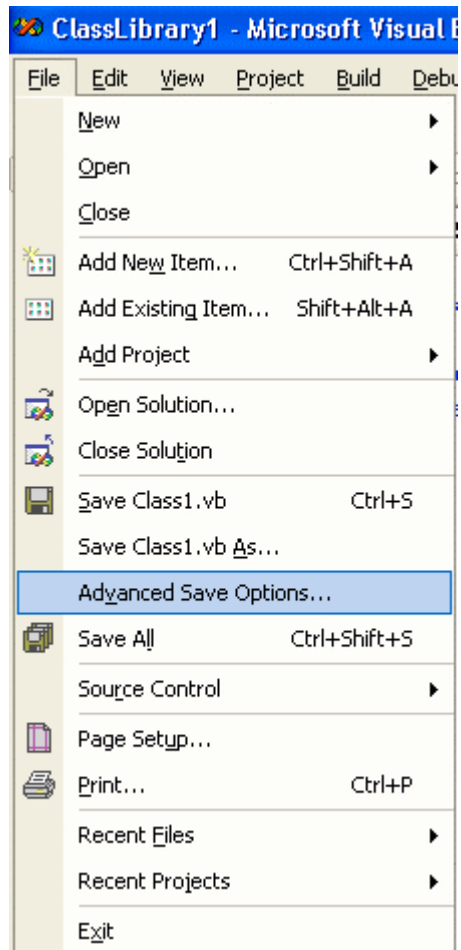 ClassLibrary1 - Microsoft Visual
File Edit View Project Build Debu
New
Open
Close
Add New Item... Ctrl+Shift+A
Add Existing Item... Shift+Alt+A
Add Project
Open Solution...
Close Solution
Save Class1.vb Ctrl+S
Save Class1.vb As...
Advanced Save Options...
Save All Ctrl+Shift+S
Source Control
Page Setup...
Print... Ctrl+P
Recent Files
Recent Projects
Exit